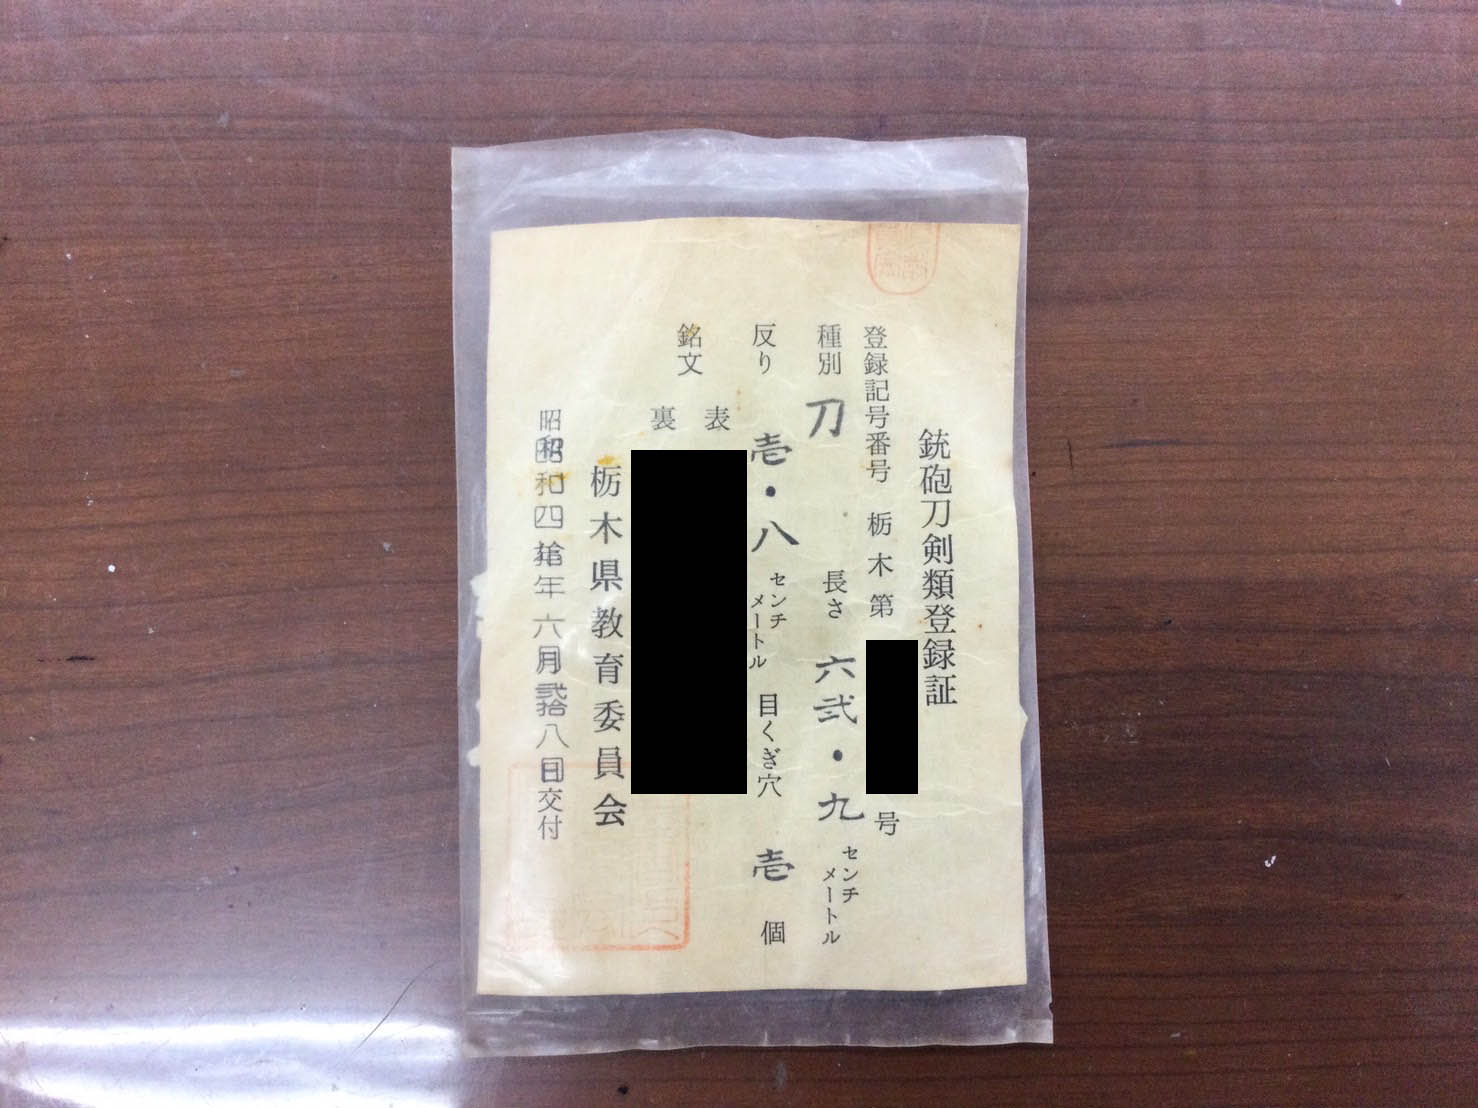 銃砲刀剣類登録証
登録記号番号 栃木第 号
種別 刀 長さ 六弐・九 センチメートル
反り 壱・八 センチメートル 目くぎ穴 壱 個
銘文 表
裏
栃木県教育委員会
昭和 昭和四拾年六月弐拾八日交付